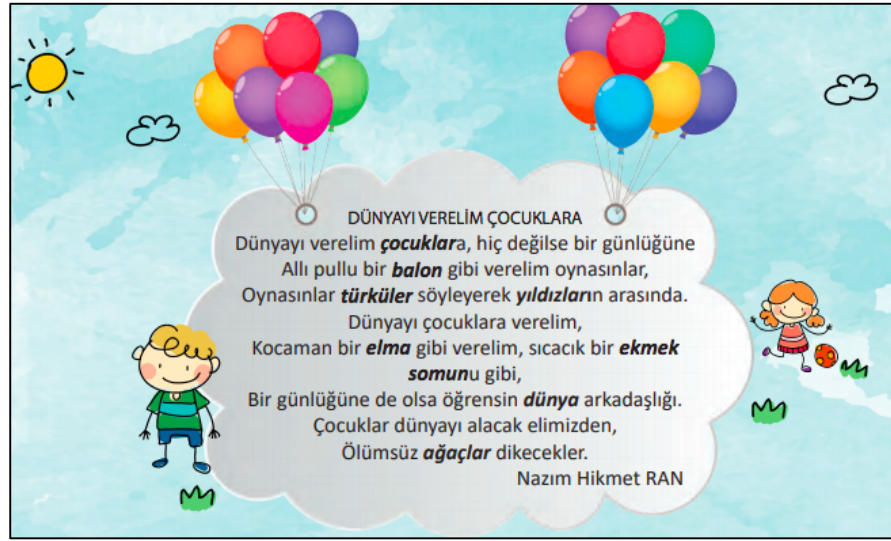 DÜNYAYI VERELİM ÇOCUKLARA
Dünyayı verelim çocuklara, hiç değilse bir günlüğüne
Allı pullu bir balon gibi verelim oynasınlar,
Oynasınlar türküler söyleyerek yıldızların arasında.
Dünyayı çocuklara verelim,
Kocaman bir elma gibi verelim, sıcacık bir ekmek
somunu gibi,
Bir günlüğüne de olsa öğrensin dünya arkadaşlığı.
Çocuklar dünyayı alacak elimizden,
Ölümsüz ağaçlar dikecekler.
Nazım Hikmet RAN